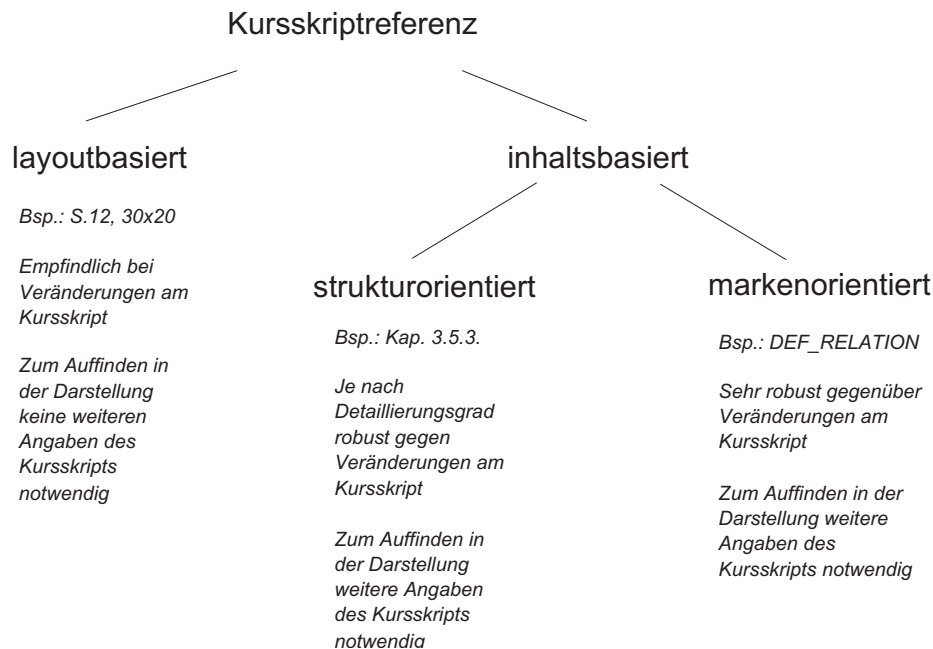 Kursskriptreferenz
layoutbasiert
Bsp.: S.12, 30x20
Empfindlich bei
Veränderungen am
Kursskript
Zum Auffinden in
der Darstellung
keine weiteren
Angaben des
Kursskripts
notwendig
inhaltsbasiert
strukturorientiert
Bsp.: Kap. 3.5.3.
Je nach
Detaillierungsgrad
robust gegen
Veränderungen am
Kursskript
Zum Auffinden in
der Darstellung
weitere Angaben
des Kursskripts
notwendig
markenorientiert
Bsp.: DEF_RELATION
Sehr robust gegenüber
Veränderungen am
Kursskript
Zum Auffinden in der
Darstellung weitere
Angaben des
Kursskripts notwendig